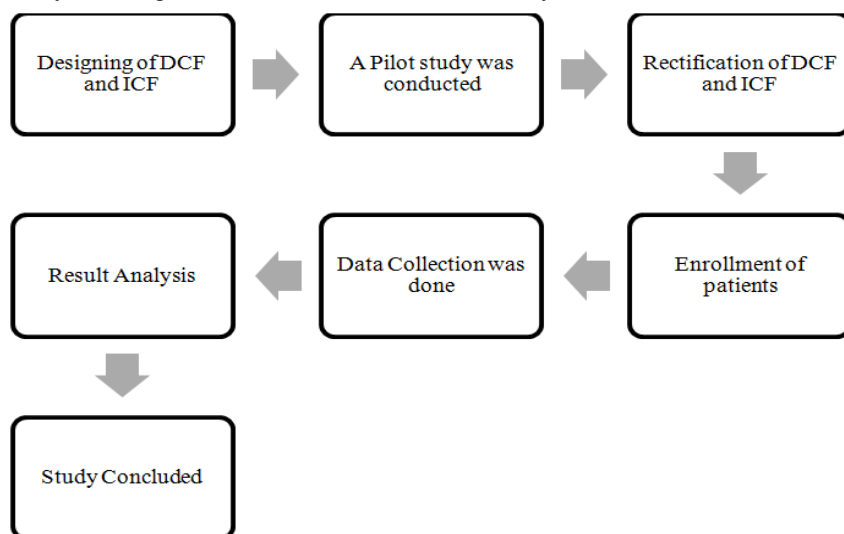 Designing of DCF
and ICF
A Pilot study was
conducted
Rectification of DCF
and ICF
Enrollment of
patients
Data Collection was
done
Result Analysis
Study Concluded